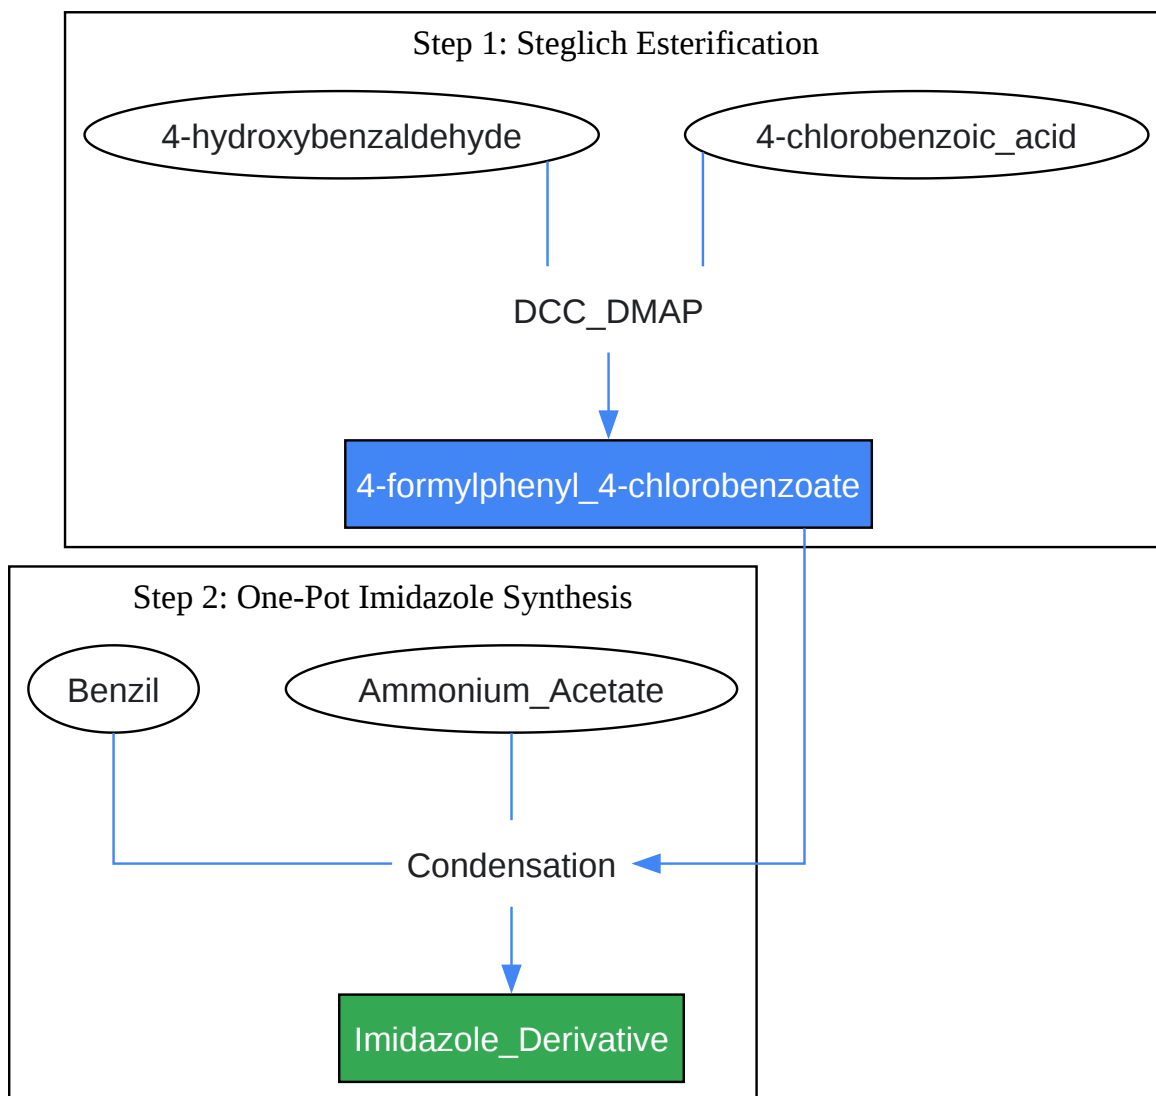 Step 1: Steglich Esterification
4-hydroxybenzaldehyde
4-chlorobenzoic_acid
DCC_DMAP
4-formylphenyl_4-chlorobenzoate
Step 2: One-Pot Imidazole Synthesis
Benzil
Ammonium_Acetate
Condensation
Imidazole_Derivative